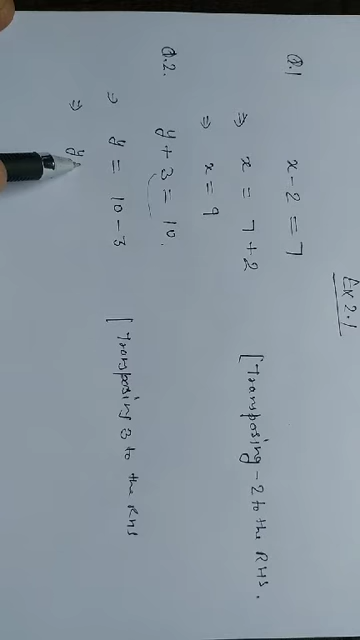 Ex 2.1
Q.1 x - 2 = 7
⇒ x = 7 + 2 [Transposing -2 to the RHS.
⇒ x = 9
Q.2. y + 3 = 10.
⇒ y = 10 - 3 [Transposing 3 to the RHS
⇒ y